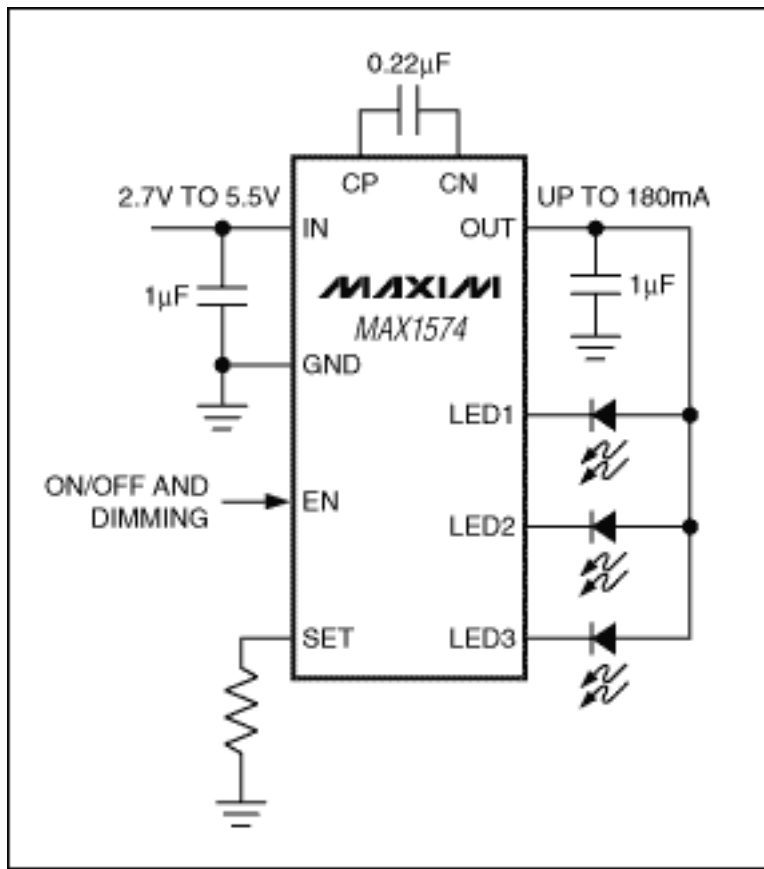 0.22µF
CP
CN
2.7V TO 5.5V
UP TO 180mA
IN
OUT
1µF
MAXIM
1µF
MAX1574
GND
LED1
ON/OFF AND
DIMMING
EN
LED2
SET
LED3